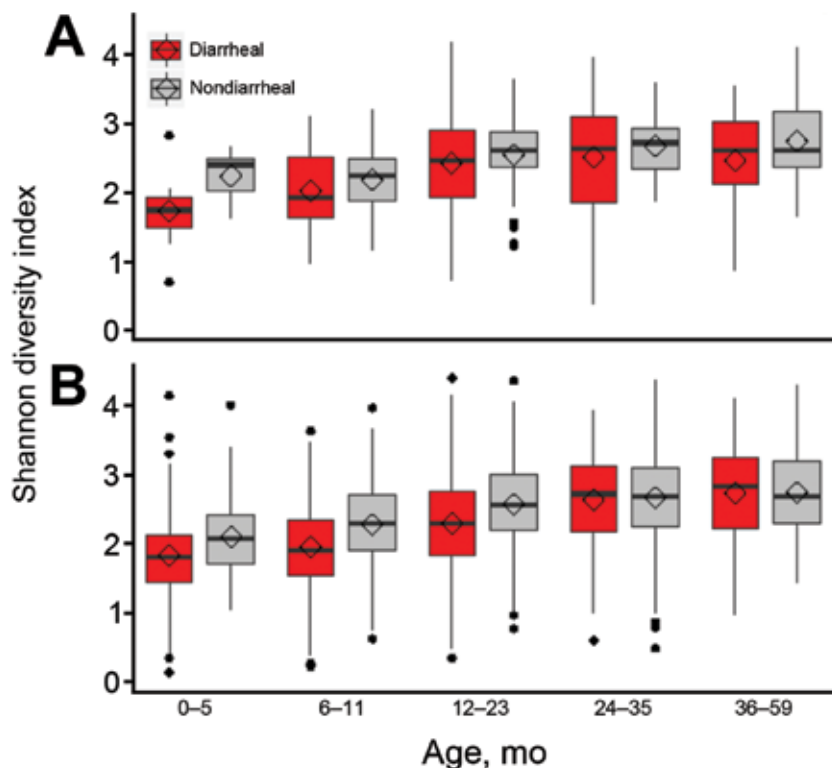 A
Diarrheal
Nondiarrheal
4
3
2
1
0
B
4
3
2
1
0
Shannon diversity index
0–5 6–11 12–23 24–35 36–59
Age, mo